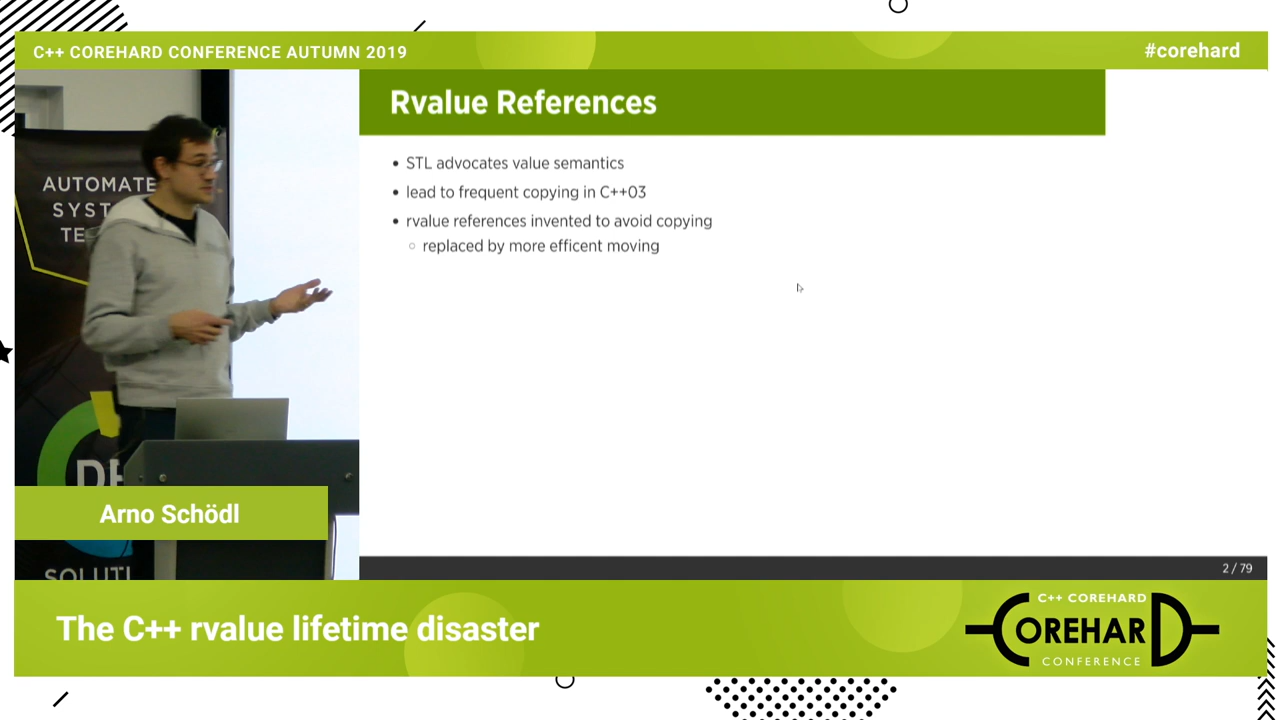 C++ COREHARD CONFERENCE AUTUMN 2019
#corehard
Rvalue References
• STL advocates value semantics
• lead to frequent copying in C++03
• rvalue references invented to avoid copying
○ replaced by more efficent moving
AUTOMATE
SYST
TE
DE
SOLUTI
Arno Schödl
2 / 79
The C++ rvalue lifetime disaster
C++ COREHARD
COREHARD
CONFERENCE